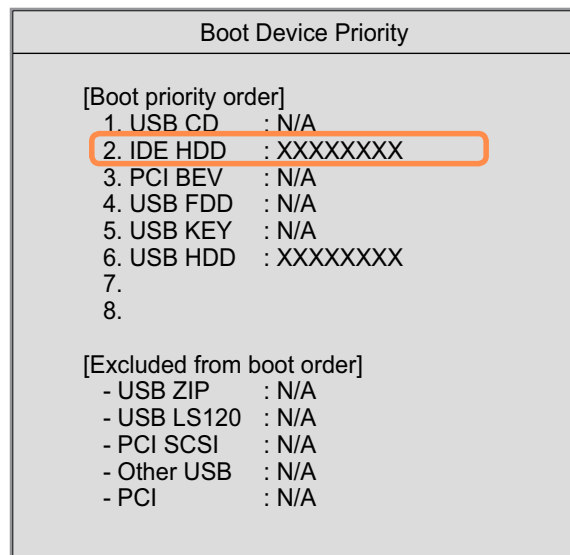 Boot Device Priority
[Boot priority order]
1. USB CD : N/A
2. IDE HDD : XXXXXXXX
3. PCI BEV : N/A
4. USB FDD : N/A
5. USB KEY : N/A
6. USB HDD : XXXXXXXX
7.
8.
[Excluded from boot order]
- USB ZIP : N/A
- USB LS120 : N/A
- PCI SCSI : N/A
- Other USB : N/A
- PCI : N/A